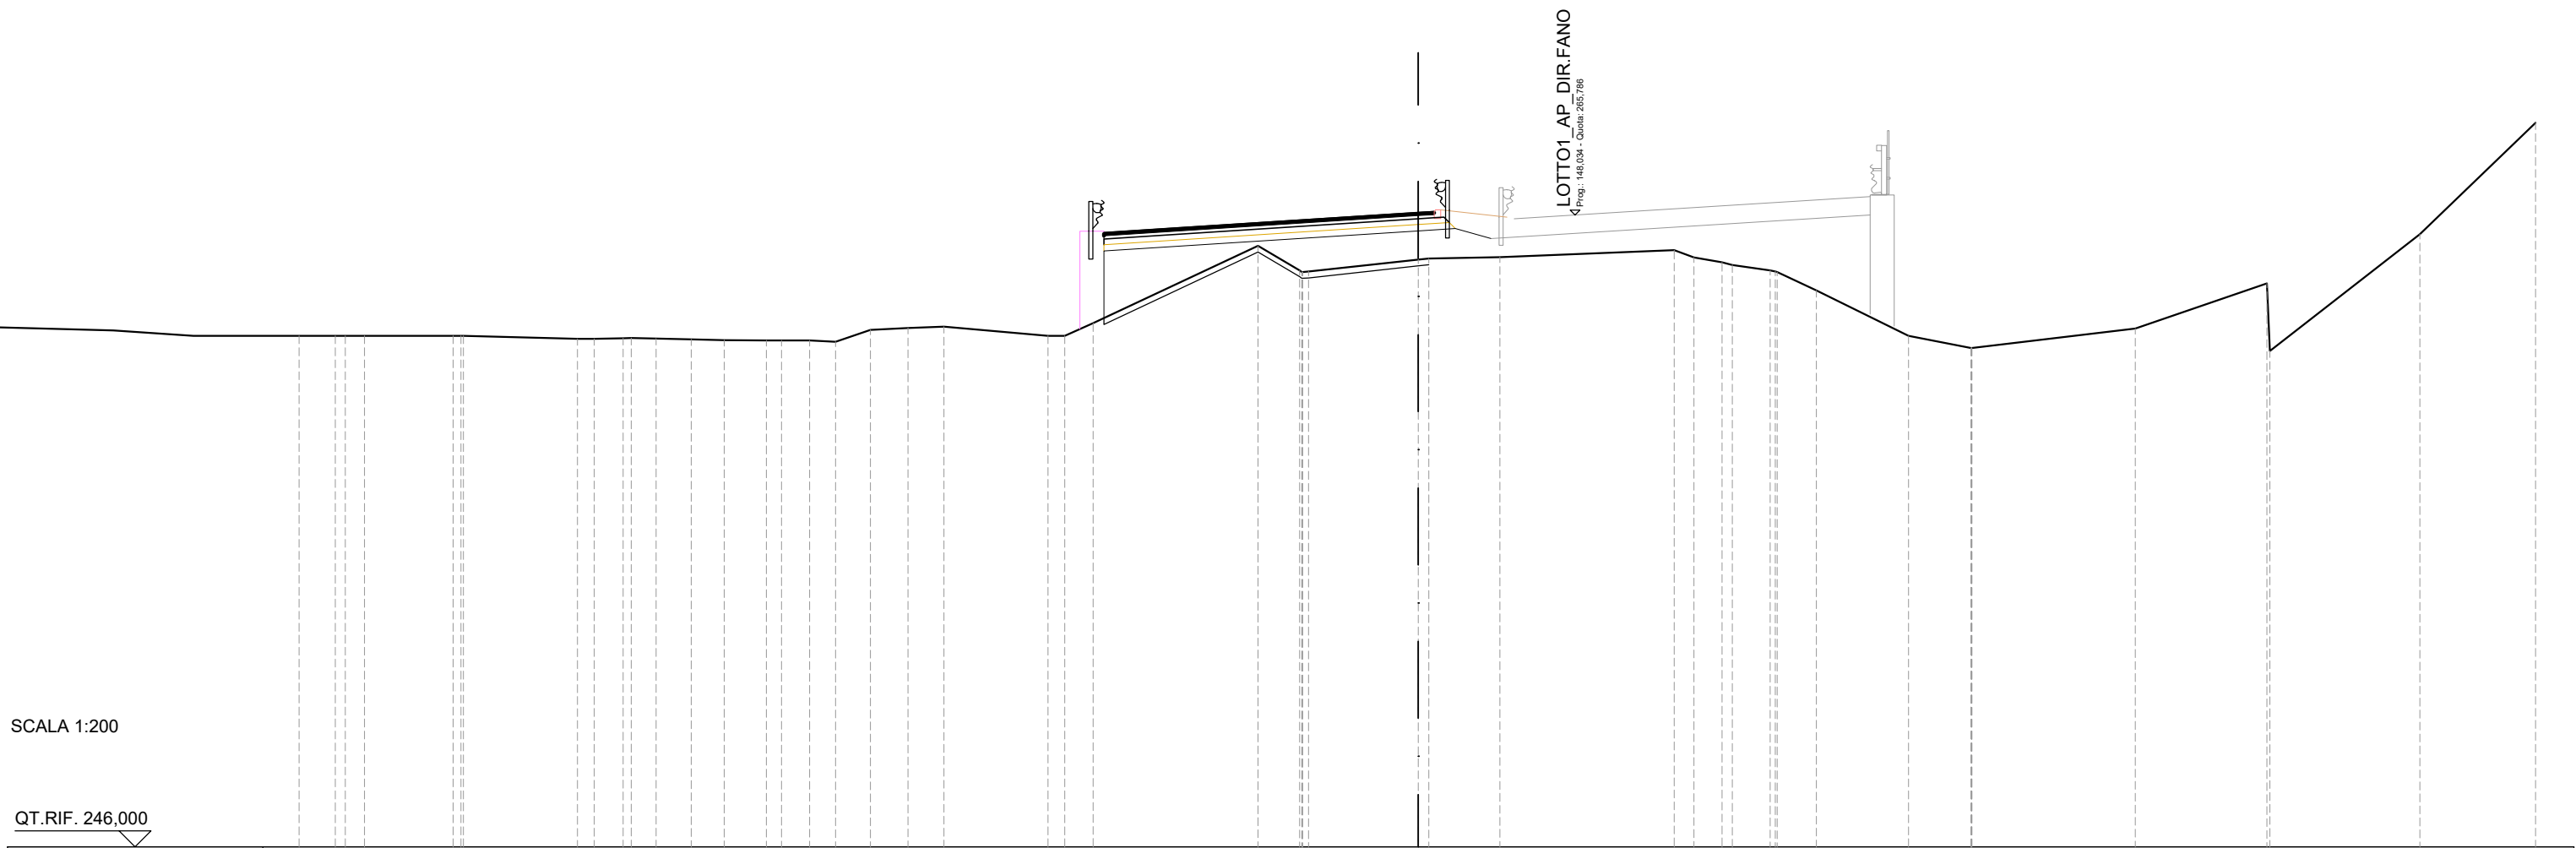 LOTTO1_AP_DIR.FANO
Prog.: 148,034 - Quota: 265,786
SCALA 1:200
QT.RIF. 246,000